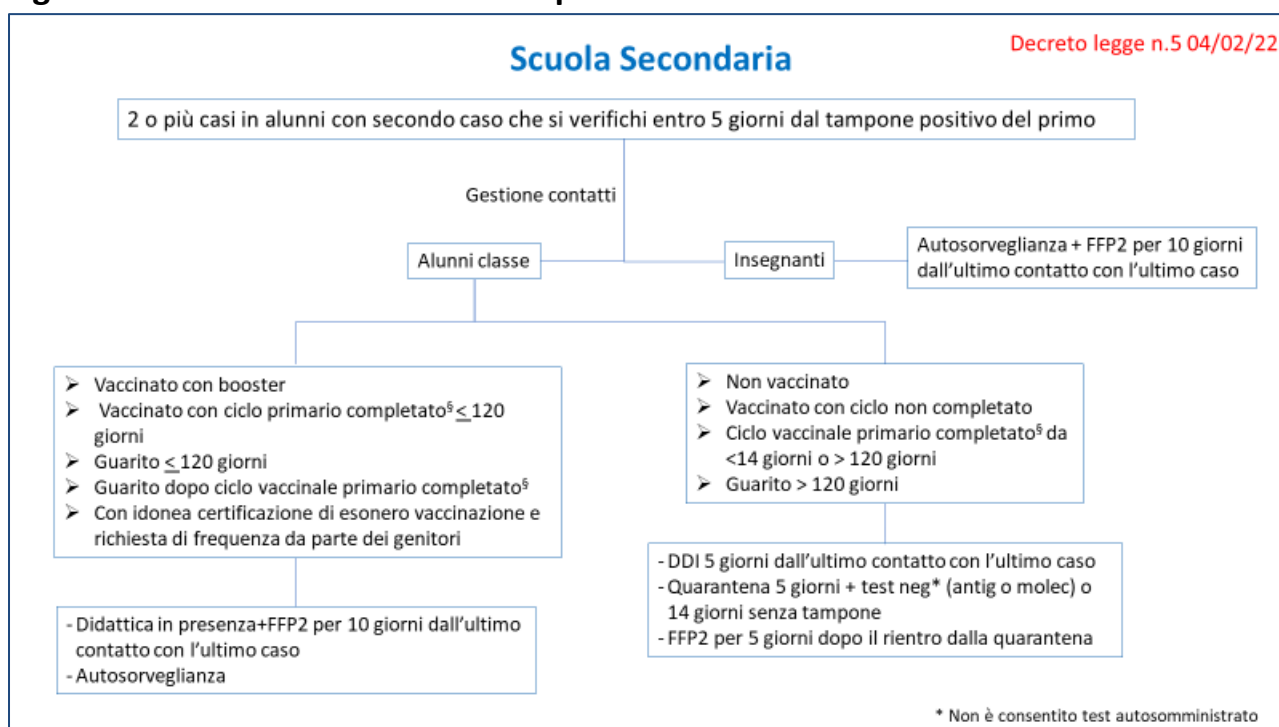 Decreto legge n.5 04/02/22
Scuola Secondaria
2 o più casi in alunni con secondo caso che si verifichi entro 5 giorni dal tampone positivo del primo
Gestione contatti
Alunni classe
Insegnanti
Autosorveglianza + FFP2 per 10 giorni
dall'ultimo contatto con l'ultimo caso
➢ Vaccinato con booster
➢ Vaccinato con ciclo primario completato§ < 120
giorni
➢ Guarito < 120 giorni
➢ Guarito dopo ciclo vaccinale primario completato§
➢ Con idonea certificazione di esonero vaccinazione e
richiesta di frequenza da parte dei genitori
➢ Non vaccinato
➢ Vaccinato con ciclo non completato
➢ Ciclo vaccinale primario completato§ da
<14 giorni o > 120 giorni
➢ Guarito > 120 giorni
- Didattica in presenza+FFP2 per 10 giorni dall'ultimo
contatto con l'ultimo caso
- Autosorveglianza
- DDI 5 giorni dall'ultimo contatto con l'ultimo caso
- Quarantena 5 giorni + test neg* (antig o molec) o
14 giorni senza tampone
- FFP2 per 5 giorni dopo il rientro dalla quarantena
* Non è consentito test autosomministrato